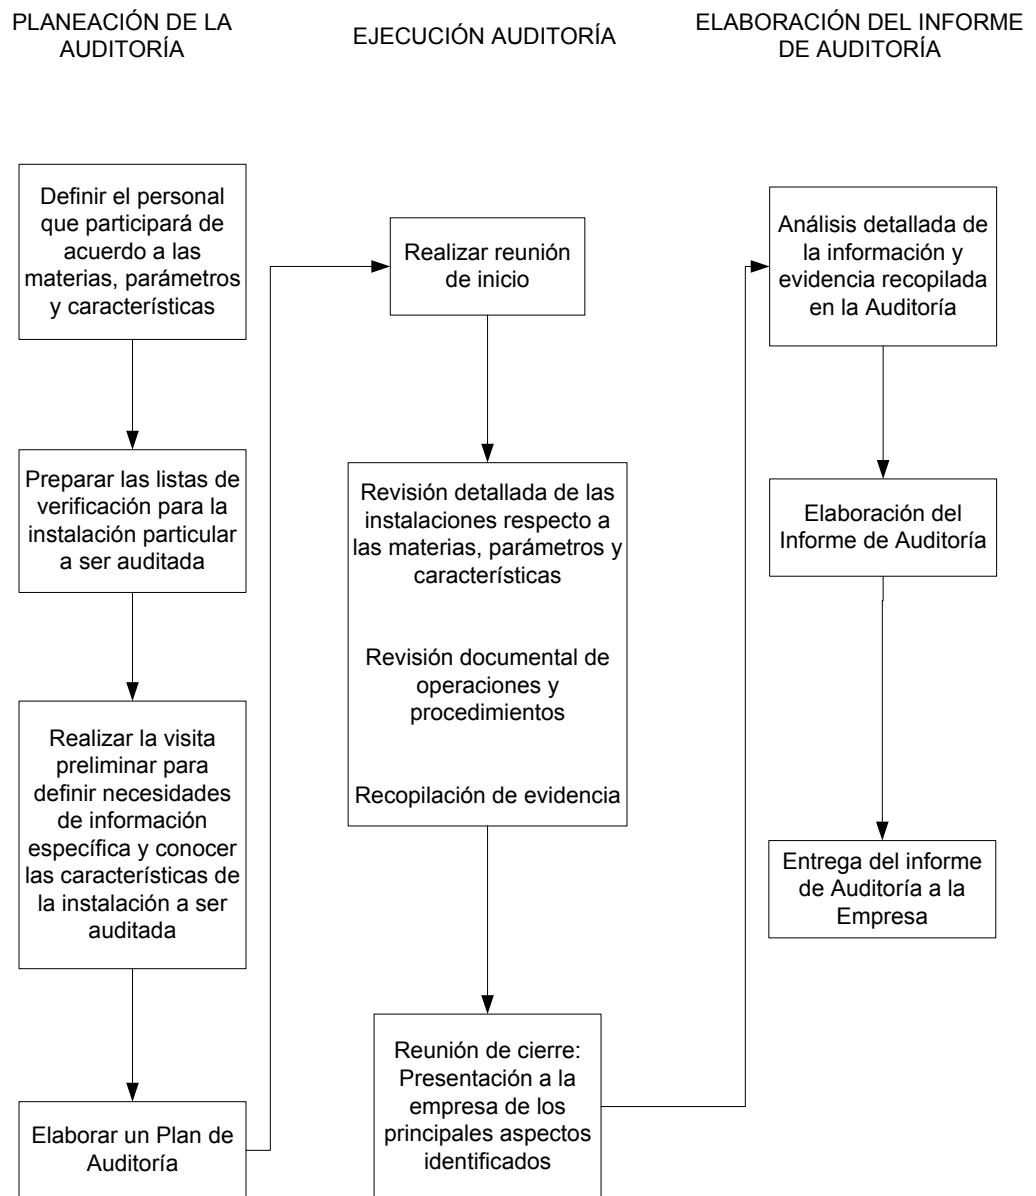 PLANEACIÓN DE LA
AUDITORÍA
EJECUCIÓN AUDITORÍA
ELABORACIÓN DEL INFORME
DE AUDITORÍA
Definir el personal
que participará de
acuerdo a las
materias, parámetros
y características
Preparar las listas de
verificación para la
instalación particular
a ser auditada
Realizar la visita
preliminar para
definir necesidades
de información
específica y conocer
las características de
la instalación a ser
auditada
Elaborar un Plan de
Auditoría
Realizar reunión
de inicio
Revisión detallada de las
instalaciones respecto a
las materias, parámetros y
características
Revisión documental de
operaciones y
procedimientos
Recopilación de evidencia
Reunión de cierre:
Presentación a la
empresa de los
principales aspectos
identificados
Análisis detallada de
la información y
evidencia recopilada
en la Auditoría
Elaboración del
Informe de Auditoría
Entrega del informe
de Auditoría a la
Empresa